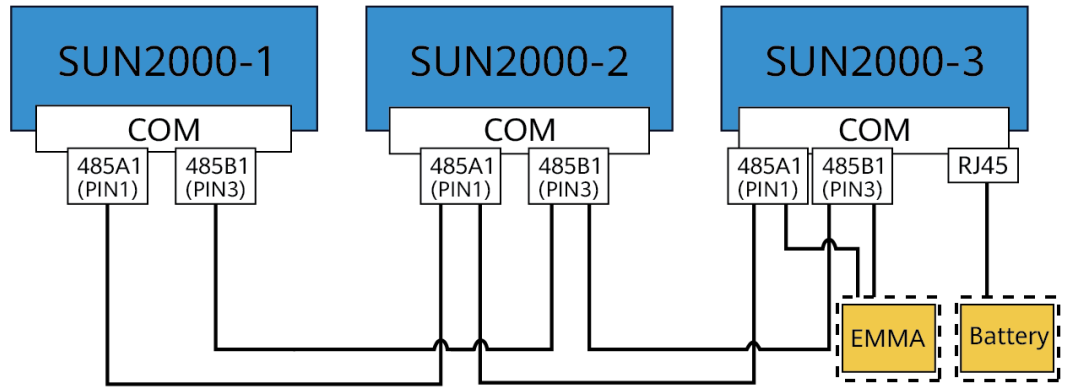 SUN2000-1
SUN2000-2
SUN2000-3
COM
COM
COM
485A1
(PIN1)
485B1
(PIN3)
485A1
(PIN1)
485B1
(PIN3)
485A1
(PIN1)
485B1
(PIN3)
RJ45
EMMA
Battery